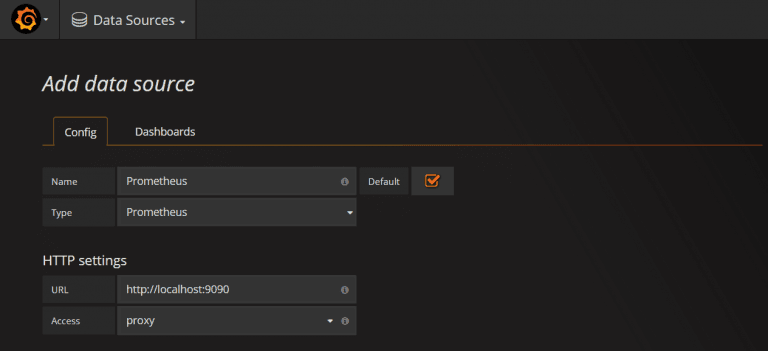 Data Sources
Add data source
Config Dashboards
Name Prometheus Default
Type Prometheus
HTTP settings
URL http://localhost:9090
Access proxy